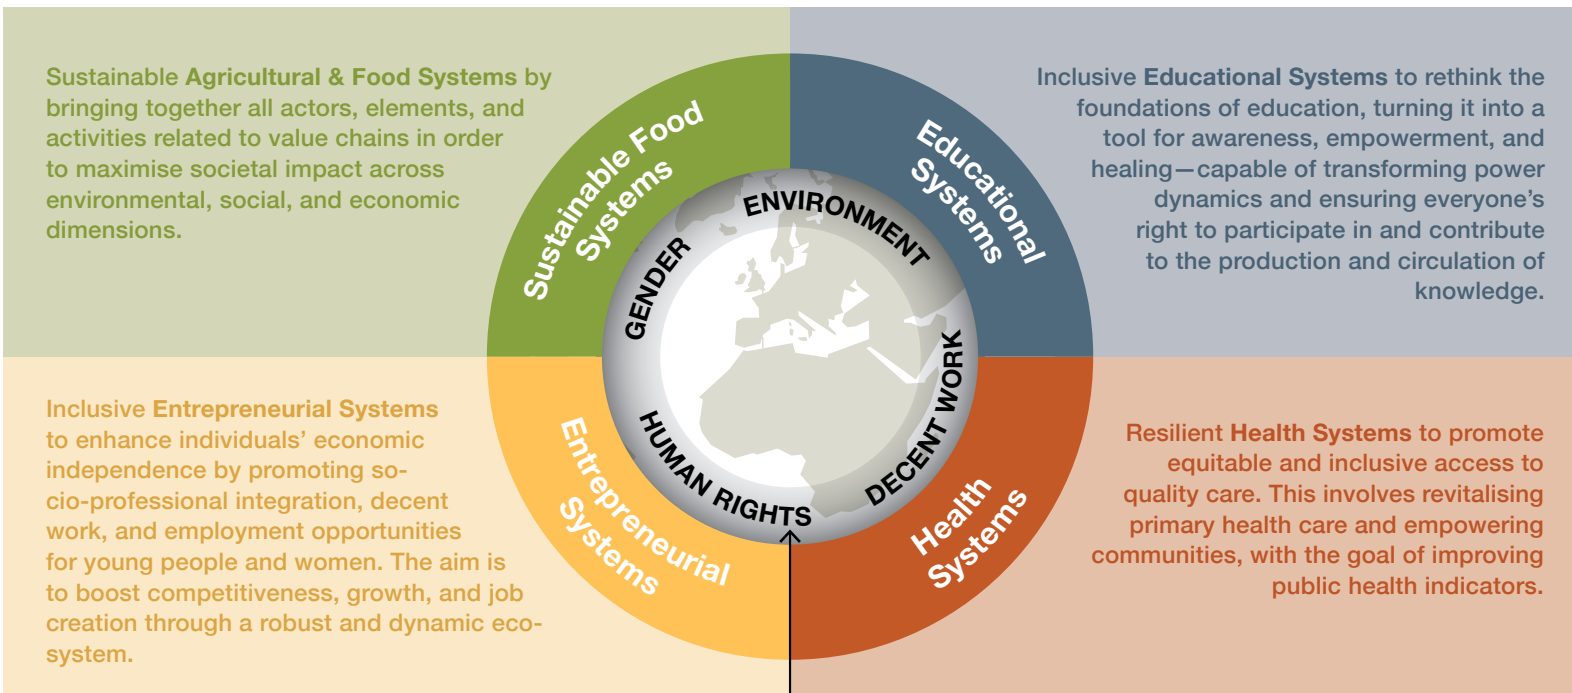 Sustainable Agricultural & Food Systems by
bringing together all actors, elements, and
activities related to value chains in order
to maximise societal impact across
environmental, social, and economic
dimensions.
Sustainable Food
Systems
Educational
Systems
Inclusive Educational Systems to rethink the
foundations of education, turning it into a
tool for awareness, empowerment, and
healing—capable of transforming power
dynamics and ensuring everyone’s
right to participate in and contribute
to the production and circulation of
knowledge.
GENDER
ENVIRONMENT
HUMAN RIGHTS
DECENT WORK
Inclusive Entrepreneurial Systems
to enhance individuals’ economic
independence by promoting so-
cio-professional integration, decent
work, and employment opportunities
for young people and women. The aim is
to boost competitiveness, growth, and job
creation through a robust and dynamic eco-
system.
Entrepreneurial
Systems
Health
Systems
Resilient Health Systems to promote
equitable and inclusive access to
quality care. This involves revitalising
primary health care and empowering
communities, with the goal of improving
public health indicators.